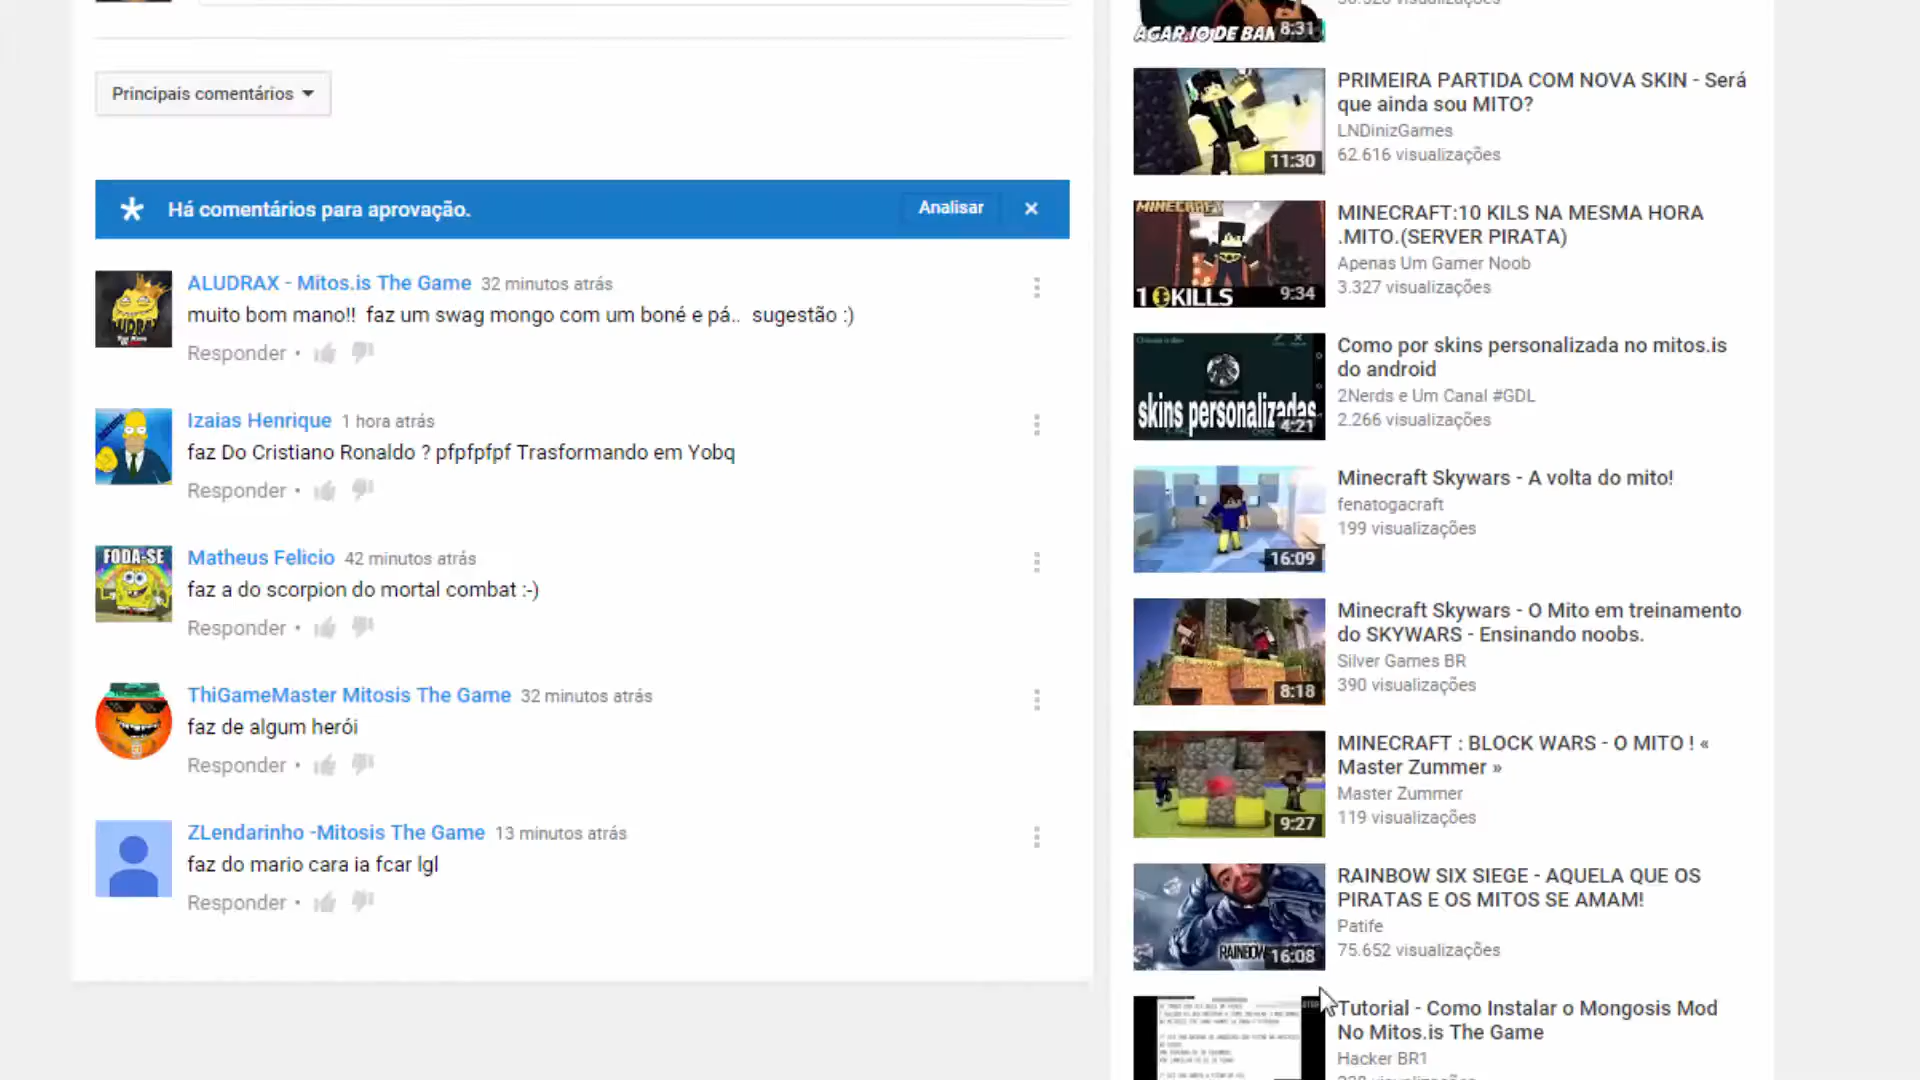 Principais comentários
Há comentários para aprovação.
Analisar
ALUDRAX - Mitos.is The Game 32 minutos atrás
muito bom mano!! faz um swag mongo com um boné e pá.. sugestão :)
Responder •
Izaias Henrique 1 hora atrás
faz Do Cristiano Ronaldo ? pfpfpfpf Trasformando em Yobq
Responder •
FODA-SE
Matheus Felicio 42 minutos atrás
faz a do scorpion do mortal combat :-)
Responder •
ThiGameMaster Mitosis The Game 32 minutos atrás
faz de algum herói
Responder •
ZLendarinho -Mitosis The Game 13 minutos atrás
faz do mario cara ia fcar lgl
Responder •
AGAR.IO DE
8:31
PRIMEIRA PARTIDA COM NOVA SKIN - Será
que ainda sou MITO?
LNDinizGames
62.616 visualizações
11:30
MINECRAFT
KILLS
9:34
MINECRAFT:10 KILS NA MESMA HORA
.MITO.(SERVER PIRATA)
Apenas Um Gamer Noob
3.327 visualizações
skins personalizadas
4:21
Como por skins personalizada no mitos.is
do android
2Nerds e Um Canal #GDL
2.266 visualizações
16:09
Minecraft Skywars - A volta do mito!
fenatogacraft
199 visualizações
8:18
Minecraft Skywars - O Mito em treinamento
do SKYWARS - Ensinando noobs.
Silver Games BR
390 visualizações
9:27
MINECRAFT : BLOCK WARS - O MITO ! «
Master Zummer »
Master Zummer
119 visualizações
16:08
RAINBOW SIX SIEGE - AQUELA QUE OS
PIRATAS E OS MITOS SE AMAM!
Patife
75.652 visualizações
Tutorial - Como Instalar o Mongosis Mod
No Mitos.is The Game
Hacker BR1